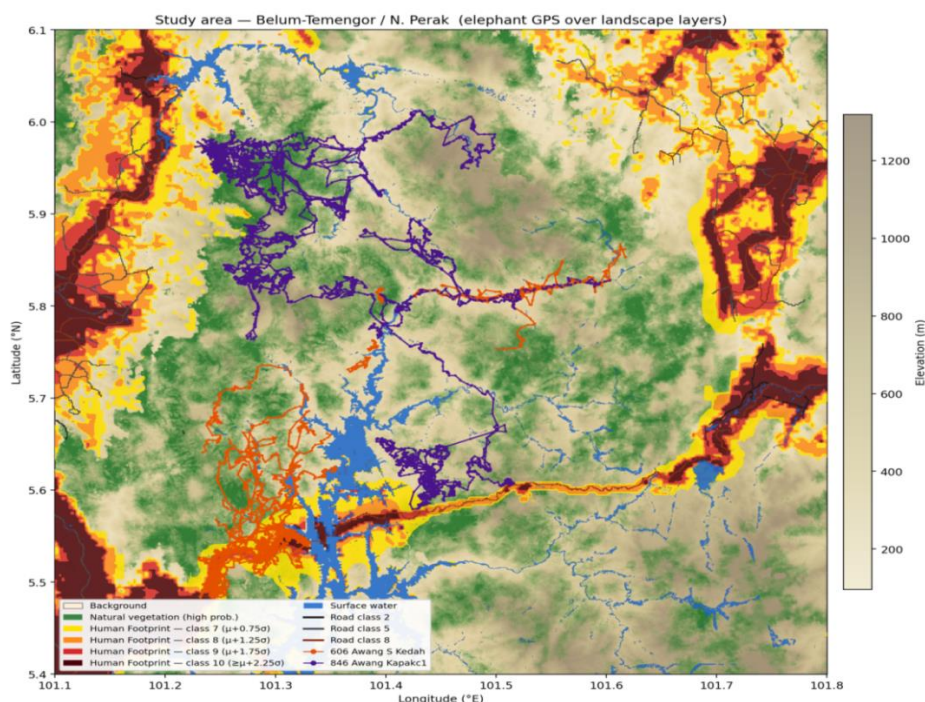 Study area — Belum-Temengor / N. Perak (elephant GPS over landscape layers)
6.1
6.0
5.9
5.8
5.7
5.6
5.5
5.4
Latitude (°N)
Background
Natural vegetation (high prob.)
Human Footprint — class 7 (μ+0.75σ)
Human Footprint — class 8 (μ+1.25σ)
Human Footprint — class 9 (μ+1.75σ)
Human Footprint — class 10 (≥μ+2.25σ)
Surface water
Road class 2
Road class 5
Road class 8
606 Awang S Kedah
846 Awang Kapakc1
101.1 101.2 101.3 101.4 101.5 101.6 101.7 101.8
Longitude (°E)
1200
1000
800
600
400
200
Elevation (m)